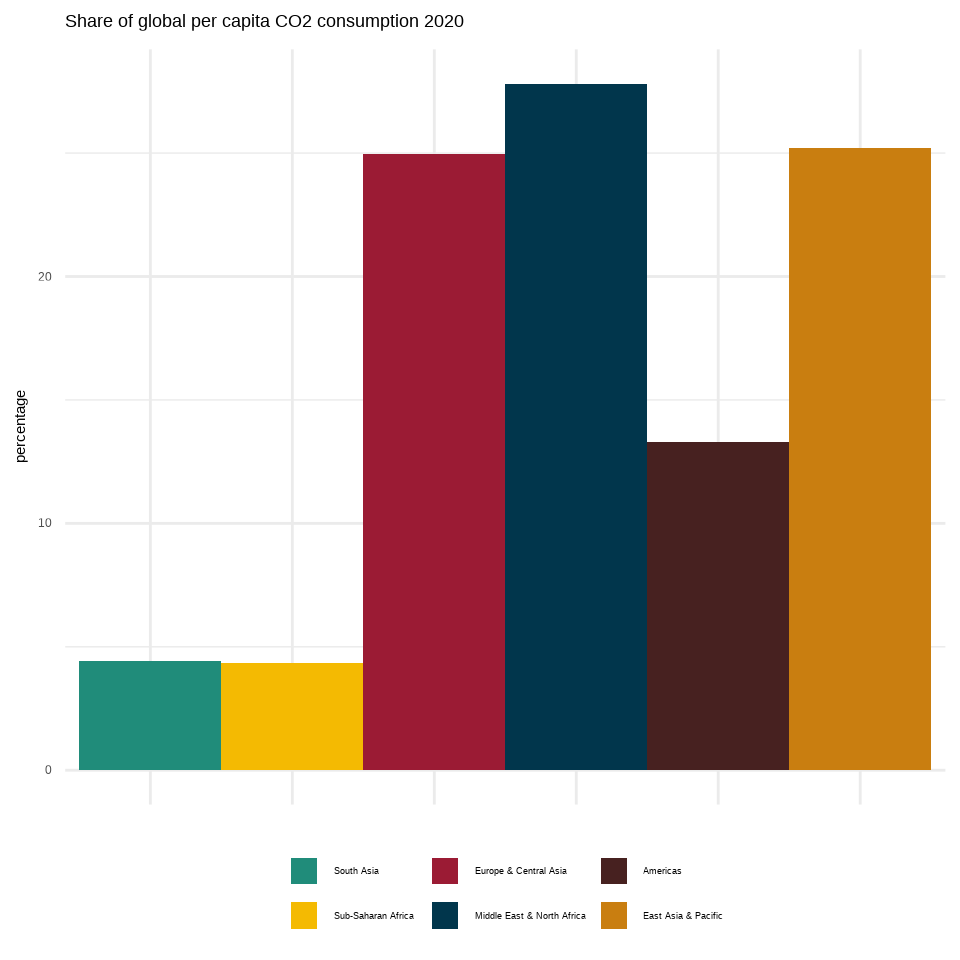 Share of global per capita CO2 consumption 2020
percentage
20
10
0
South Asia
Europe & Central Asia
Americas
Sub-Saharan Africa
Middle East & North Africa
East Asia & Pacific